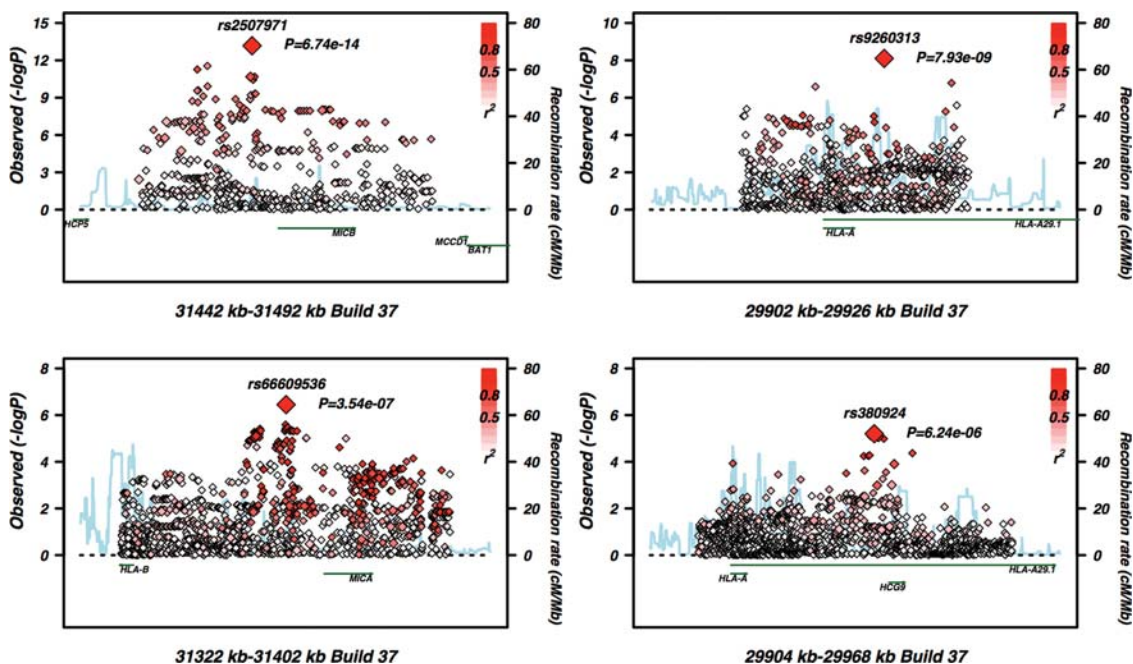 rs2507971
P=6.74e-14
Observed (-logP)
15
12
9
6
3
0
80
60
40
20
0
Recombination rate (cM/Mb)
0.8
0.5
r2
HCP5
MICB
MCCD1
BAT1
31442 kb-31492 kb Build 37
rs9260313
P=7.93e-09
Observed (-logP)
10
8
6
4
2
0
80
60
40
20
0
Recombination rate (cM/Mb)
0.8
0.5
r2
HLA-A
HLA-A29.1
29902 kb-29926 kb Build 37
rs66609536
P=3.54e-07
Observed (-logP)
8
6
4
2
0
80
60
40
20
0
Recombination rate (cM/Mb)
0.8
0.5
r2
HLA-B
MICA
31322 kb-31402 kb Build 37
rs380924
P=6.24e-06
Observed (-logP)
8
6
4
2
0
80
60
40
20
0
Recombination rate (cM/Mb)
0.8
0.5
r2
HLA-A
HLA-A29.1
HCG9
29904 kb-29968 kb Build 37